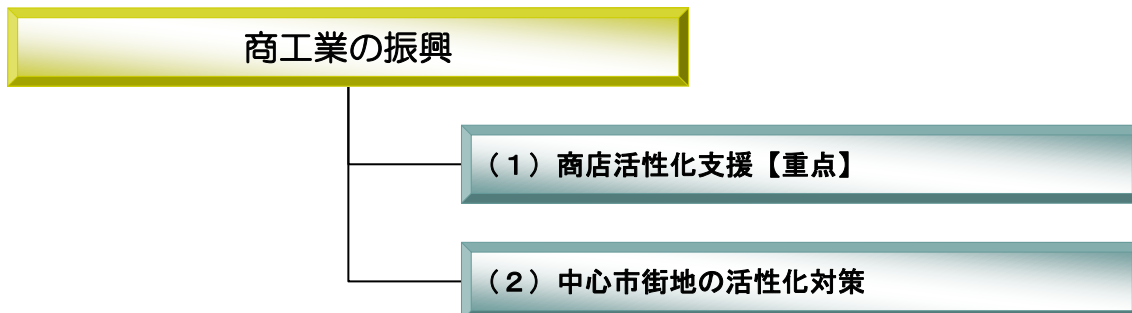 商工業の振興
（１）商店活性化支援【重点】
（２）中心市街地の活性化対策